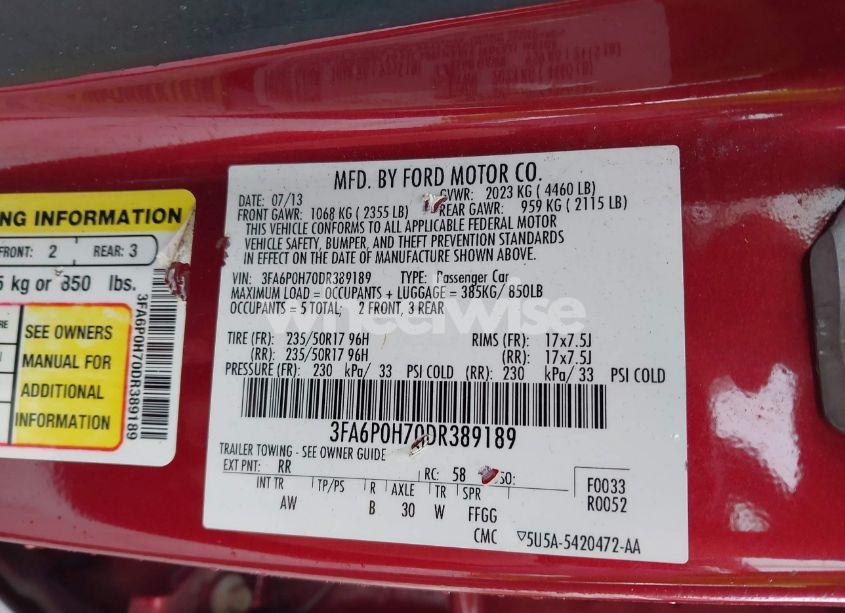 MFD. BY FORD MOTOR CO.
DATE: 07/13 GVWR: 2023 KG ( 4460 LB)
FRONT GAWR: 1068 KG ( 2355 LB) REAR GAWR: 959 KG ( 2115 LB)
THIS VEHICLE CONFORMS TO ALL APPLICABLE FEDERAL MOTOR
VEHICLE SAFETY, BUMPER, AND THEFT PREVENTION STANDARDS
IN EFFECT ON THE DATE OF MANUFACTURE SHOWN ABOVE.
VIN: 3FA6P0H70DR389189 TYPE: Passenger Car
MAXIMUM LOAD = OCCUPANTS + LUGGAGE = 385KG/ 850LB
OCCUPANTS = 5 TOTAL; 2 FRONT, 3 REAR
wheelwise
TIRE (FR): 235/50R17 96H RIMS (FR): 17x7.5J
(RR): 235/50R17 96H (RR): 17x7.5J
PRESSURE (FR): 230 kPa/ 33 PSI COLD (RR): 230 kPa/ 33 PSI COLD
3FA6P0H70DR389189
TRAILER TOWING - SEE OWNER GUIDE
EXT PNT: RR RC: 58 SO: F0033
R0052
INT TR TP/PS R AXLE TR SPR
AW B 30 W FFGG
CMC ▽5U5A-5420472-AA
NG INFORMATION
FRONT: 2 REAR: 3
5 kg or 850 lbs.
SEE OWNERS
MANUAL FOR
ADDITIONAL
INFORMATION
3FA6P0H70DR389189